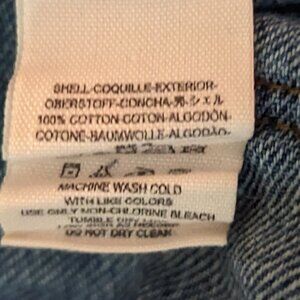 SHELL-COQUILLE-EXTERIOR-
OBERSTOFF-CONCHA-表-シェル
100% COTTON-COTON-ALGODÓN-
COTONE-BAUMWOLLE-ALGODÃO-
MACHINE WASH COLD
WITH LIKE COLORS
USE ONLY NON-CHLORINE BLEACH
TUMBLE DRY
DO NOT DRY CLEAN